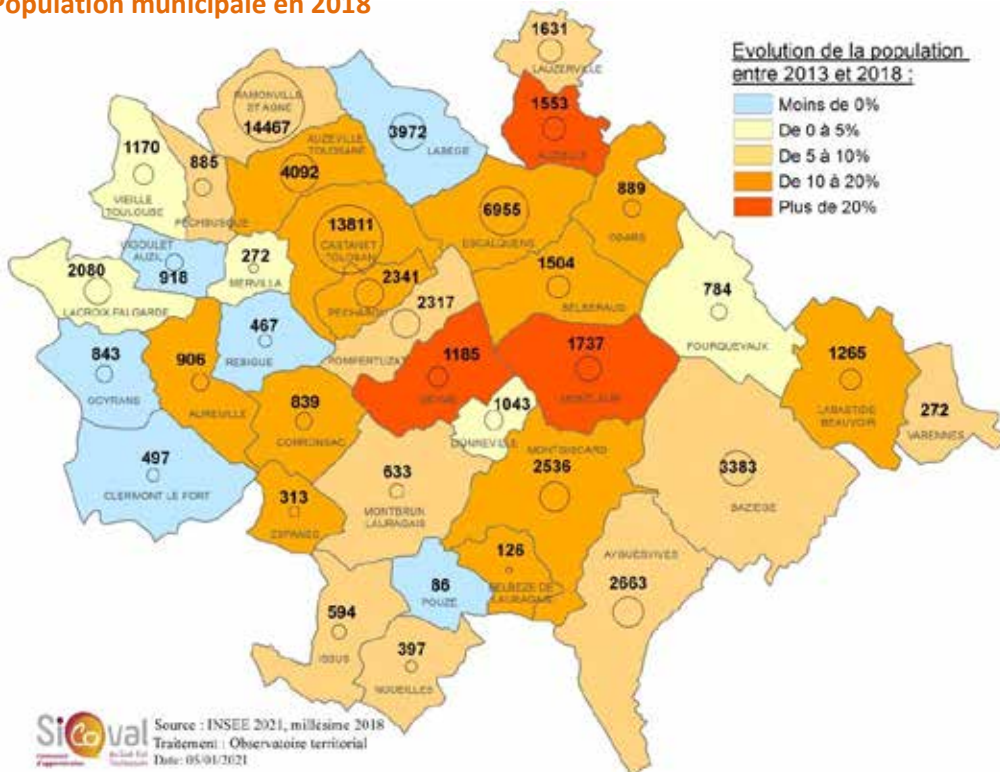 Population municipale en 2018
Evolution de la population
entre 2013 et 2018 :
Moins de 0%
De 0 à 5%
De 5 à 10%
De 10 à 20%
Plus de 20%
1631
LAUZERVILLE
1553
AUZIELLE
RAMONVILLE
ST AGNE
14467
3972
LABEGE
AUZEVILLE
TOLOSANE
4092
1170
VIEILLE
TOULOUSE
885
PECHBUSQUE
889
ODARS
6955
ESCALQUENS
13811
CASTANET
TOLOSAN
VIGOULET
AUZIL
918
272
MERVILLA
2080
LACROIX FALGARDE
2341
PECHABOU
1504
BELBERAUD
784
FOURQUEVAUX
2317
POMPERTUZAT
467
REBIGUE
843
GOYRANS
906
AUREVILLE
1185
DEYME
1737
MONTLAUR
1265
LABASTIDE
BEAUVOIR
272
VARENNES
839
CORRONSAC
1043
DONNEVILLE
MONTGISCARD
2536
497
CLERMONT LE FORT
633
MONTBRUN
LAURAGAIS
3383
BAZIEGE
313
ESPANES
126
BELBEZE DE
LAURAGAIS
AYGUESVIVES
2663
86
POUZE
594
ISSUS
397
NOUEILLES
Sicoval
Source : INSEE 2021, millésime 2018
Traitement : Observatoire territorial
Date: 05/01/2021